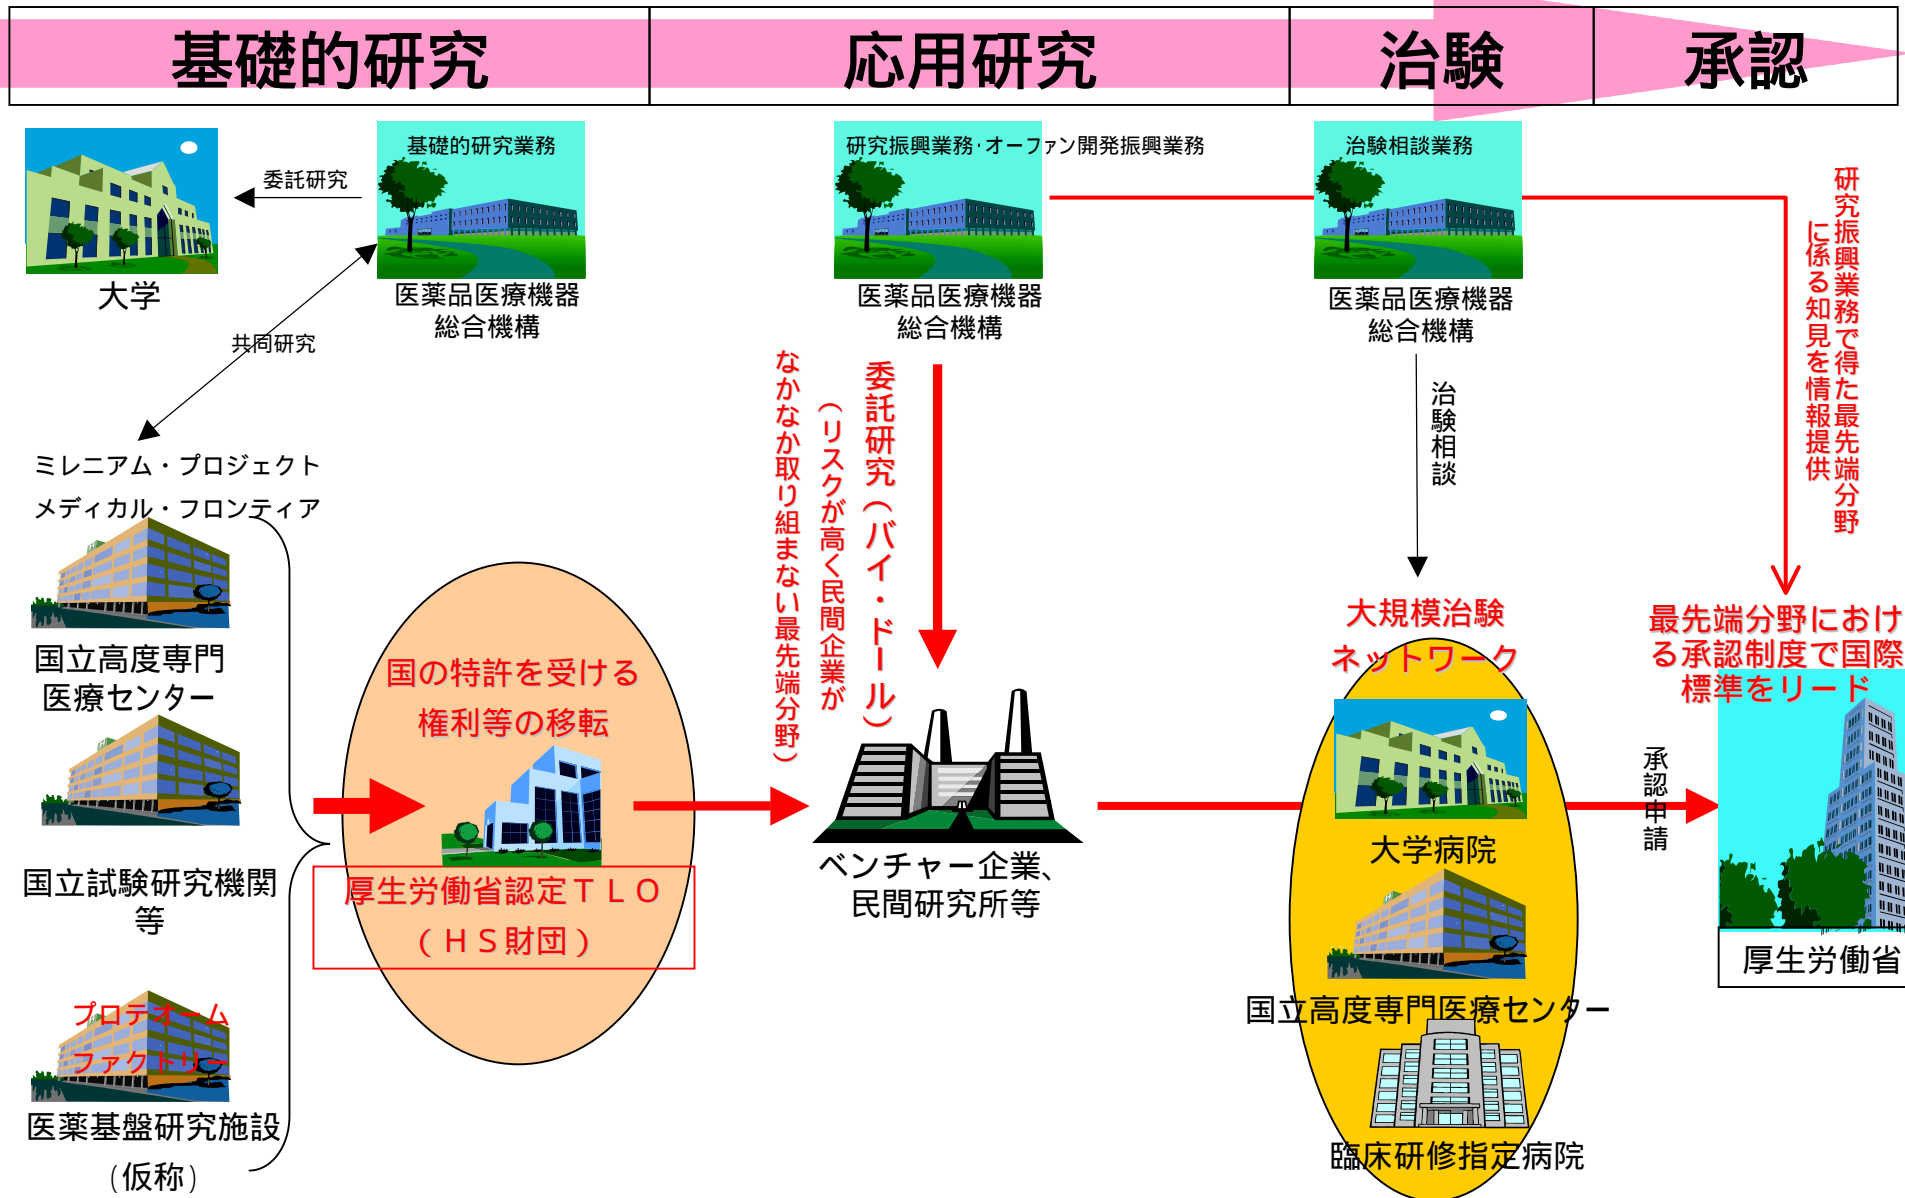 基礎的研究
応用研究
治験
承認
基礎的研究業務
委託研究
大学
医薬品医療機器
総合機構
共同研究
ミレニアム・プロジェクト
メディカル・フロンティア
国立高度専門
医療センター
国立試験研究機関
等
プロテオーム
ファクトリー
医薬基盤研究施設
(仮称)
国の特許を受ける
権利等の移転
厚生労働省認定TLO
(HS財団)
研究振興業務・オーファン開発振興業務
医薬品医療機器
総合機構
委託研究(バイ・ドール)
(リスクが高く民間企業が
なかなか取り組まない最先端分野)
ベンチャー企業、
民間研究所等
治験相談業務
医薬品医療機器
総合機構
治験相談
大規模治験
ネットワーク
大学病院
国立高度専門医療センター
臨床研修指定病院
研究振興業務で得た最先端分野
に係る知見を情報提供
最先端分野におけ
る承認制度で国際
標準をリード
承認申請
厚生労働省